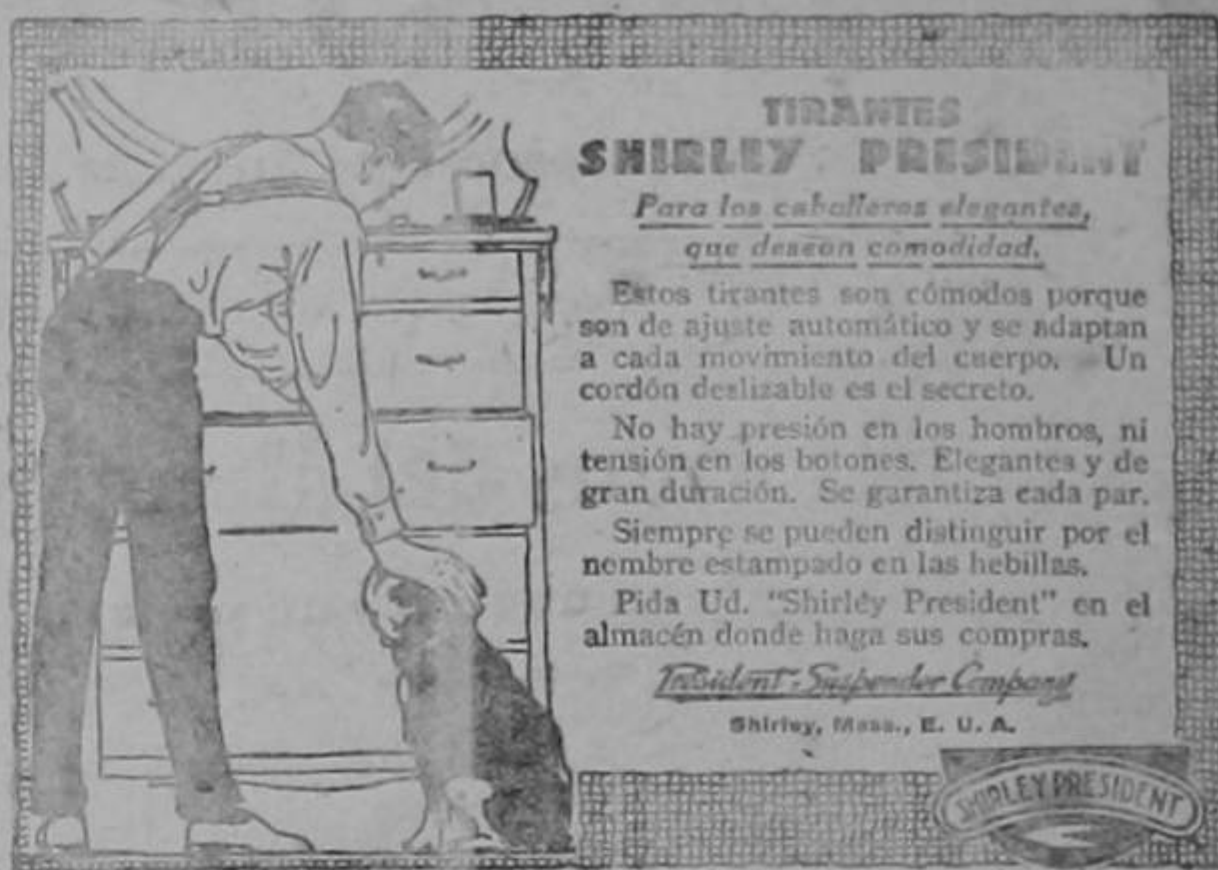 TIRANTES
SHIRLEY PRESIDENT
Para los caballeros elegantes,
que desean comodidad.
Estos tirantes son cómodos porque
son de ajuste automático y se adaptan
a cada movimiento del cuerpo. Un
cordón deslizable es el secreto.
No hay presión en los hombros, ni
tensión en los botones. Elegantes y de
gran duración. Se garantiza cada par.
Siempre se pueden distinguir por el
nombre estampado en las hebillas.
Pida Ud. "Shirley President" en el
almacén donde haga sus compras.
President-Suspender Company
Shirley, Mass., E. U. A.
SHIRLEY PRESIDENT